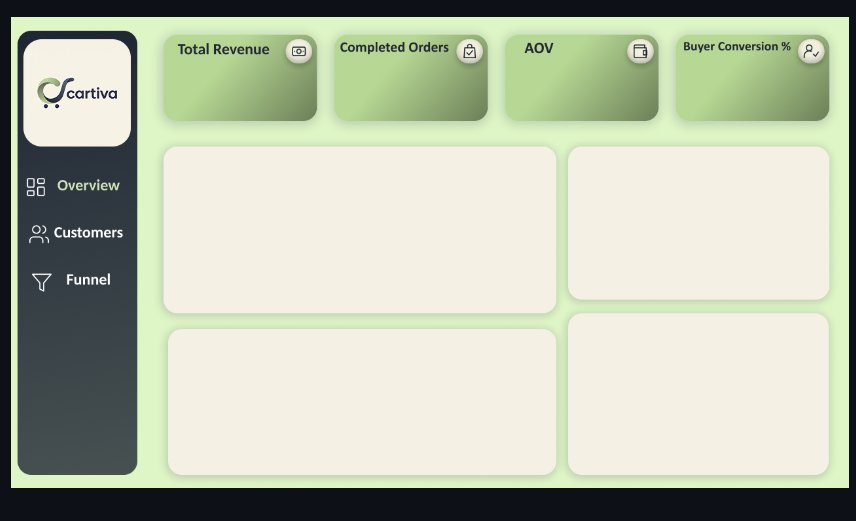 cartiva
Overview
Customers
Funnel
Total Revenue
Completed Orders
AOV
Buyer Conversion %